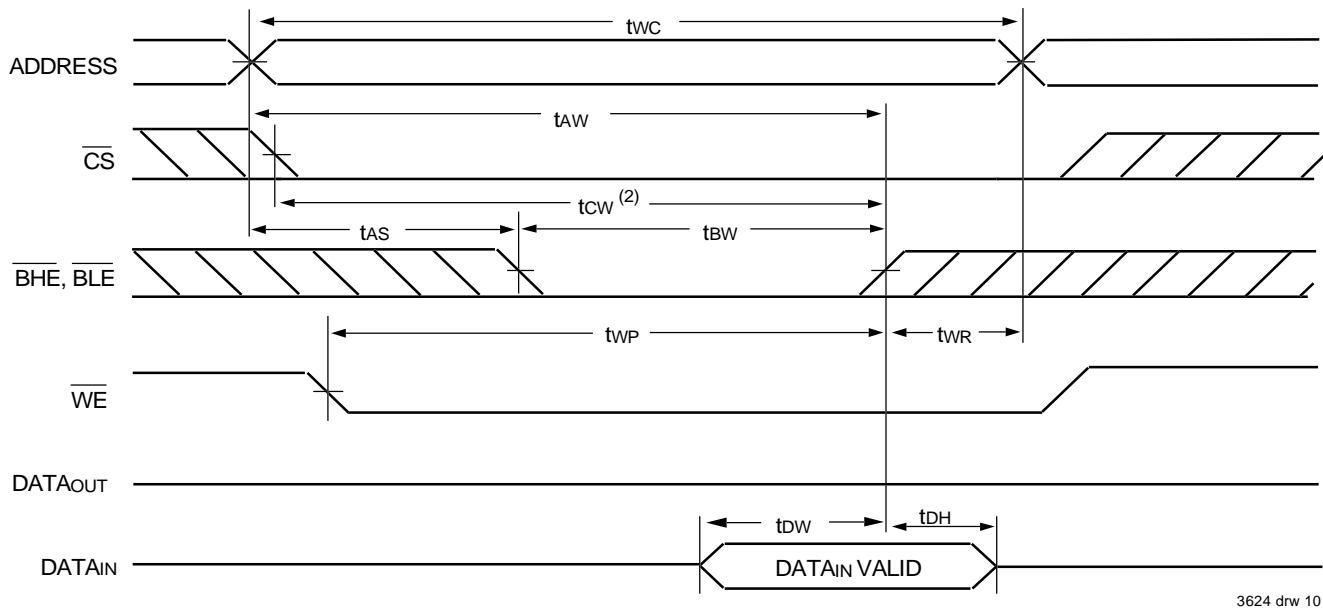 tWC
ADDRESS
tAW
CS
tCW (2)
tAS
tBW
BHE, BLE
tWP
tWR
WE
DATAOUT
tDW
tDH
DATAIN
DATAIN VALID
3624 drw 10